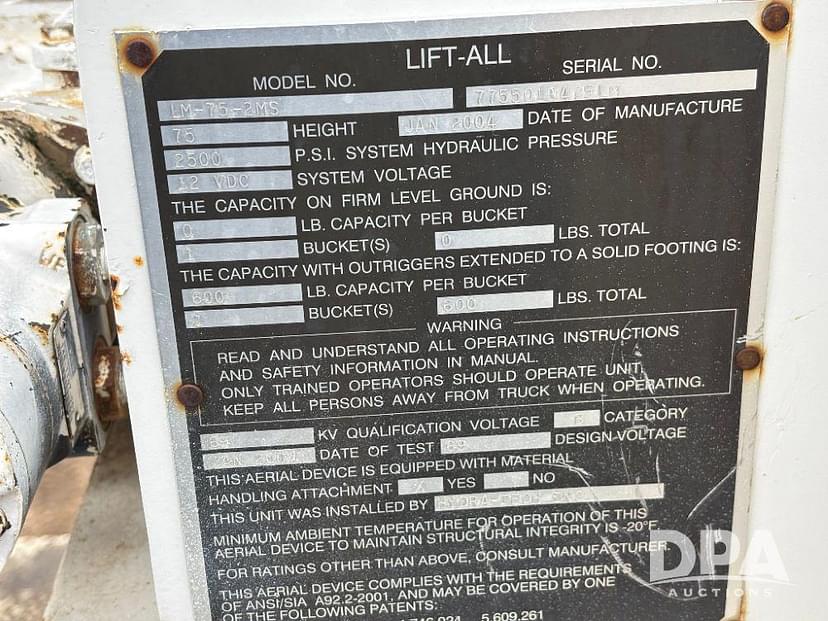 LIFT-ALL
MODEL NO. SERIAL NO.
LM-75-2MS
75 HEIGHT JAN 2004 DATE OF MANUFACTURE
2500 P.S.I. SYSTEM HYDRAULIC PRESSURE
12 VDC SYSTEM VOLTAGE
THE CAPACITY ON FIRM LEVEL GROUND IS:
0 LB. CAPACITY PER BUCKET
1 BUCKET(S) 0 LBS. TOTAL
THE CAPACITY WITH OUTRIGGERS EXTENDED TO A SOLID FOOTING IS:
600 LB. CAPACITY PER BUCKET
BUCKET(S) 600 LBS. TOTAL
WARNING
READ AND UNDERSTAND ALL OPERATING INSTRUCTIONS
AND SAFETY INFORMATION IN MANUAL.
ONLY TRAINED OPERATORS SHOULD OPERATE UNIT.
KEEP ALL PERSONS AWAY FROM TRUCK WHEN OPERATING.
69 KV QUALIFICATION VOLTAGE CATEGORY
JAN 2004 DATE OF TEST 69 DESIGN VOLTAGE
THIS AERIAL DEVICE IS EQUIPPED WITH MATERIAL
HANDLING ATTACHMENT X YES NO
THIS UNIT WAS INSTALLED BY HYDRA-TECH INC
MINIMUM AMBIENT TEMPERATURE FOR OPERATION OF THIS
AERIAL DEVICE TO MAINTAIN STRUCTURAL INTEGRITY IS -20°F.
FOR RATINGS OTHER THAN ABOVE, CONSULT MANUFACTURER.
THIS AERIAL DEVICE COMPLIES WITH THE REQUIREMENTS
OF ANSI/SIA A92.2-2001, AND MAY BE COVERED BY ONE
OF THE FOLLOWING PATENTS:
5,609,261
DPA
AUCTIONS